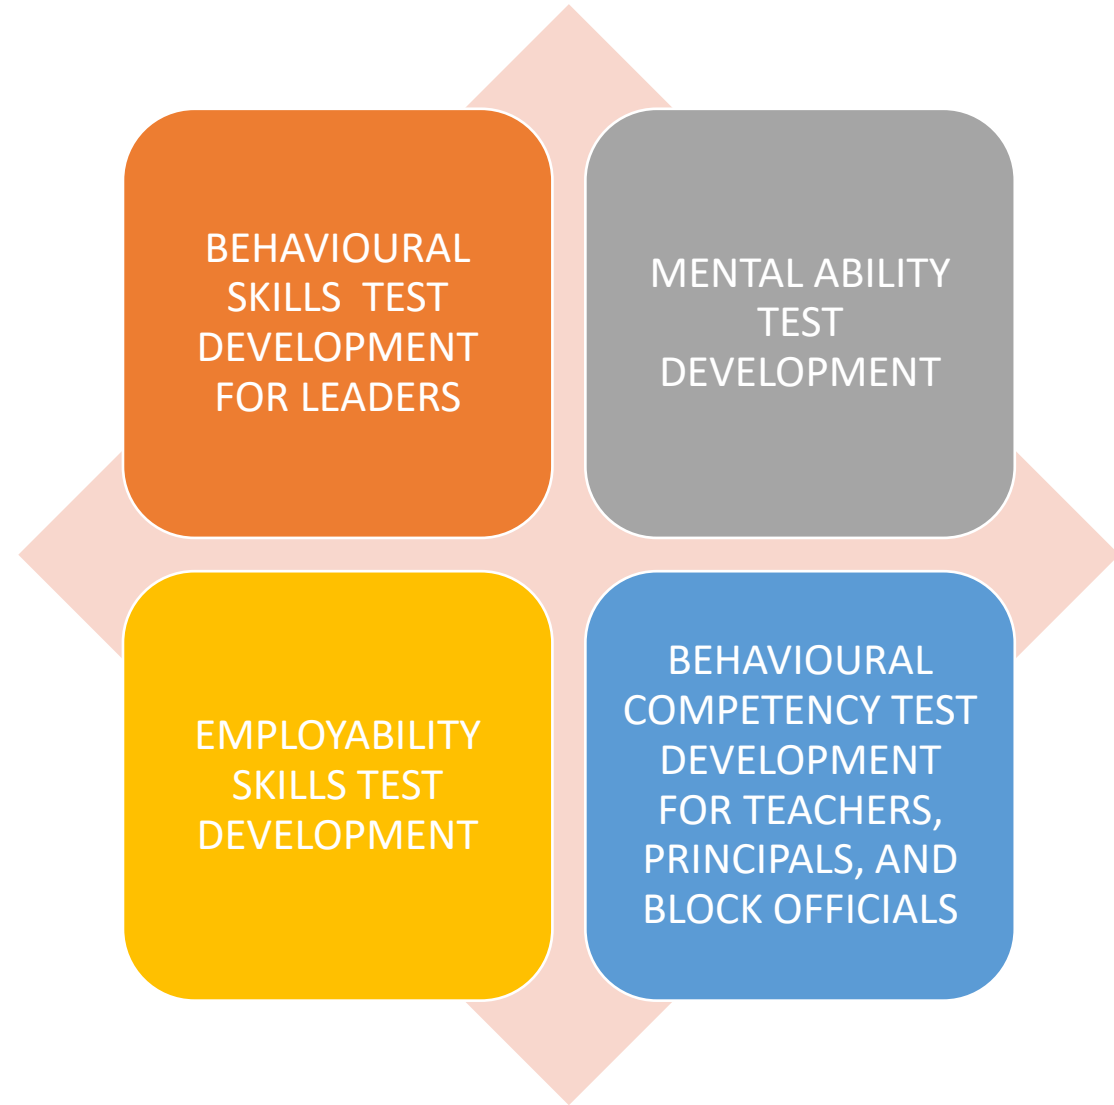 BEHAVIOURAL
SKILLS  TEST
DEVELOPMENT
FOR LEADERS
MENTAL ABILITY
TEST
DEVELOPMENT
EMPLOYABILITY
SKILLS TEST
DEVELOPMENT
BEHAVIOURAL
COMPETENCY TEST
DEVELOPMENT
FOR TEACHERS,
PRINCIPALS, AND
BLOCK OFFICIALS